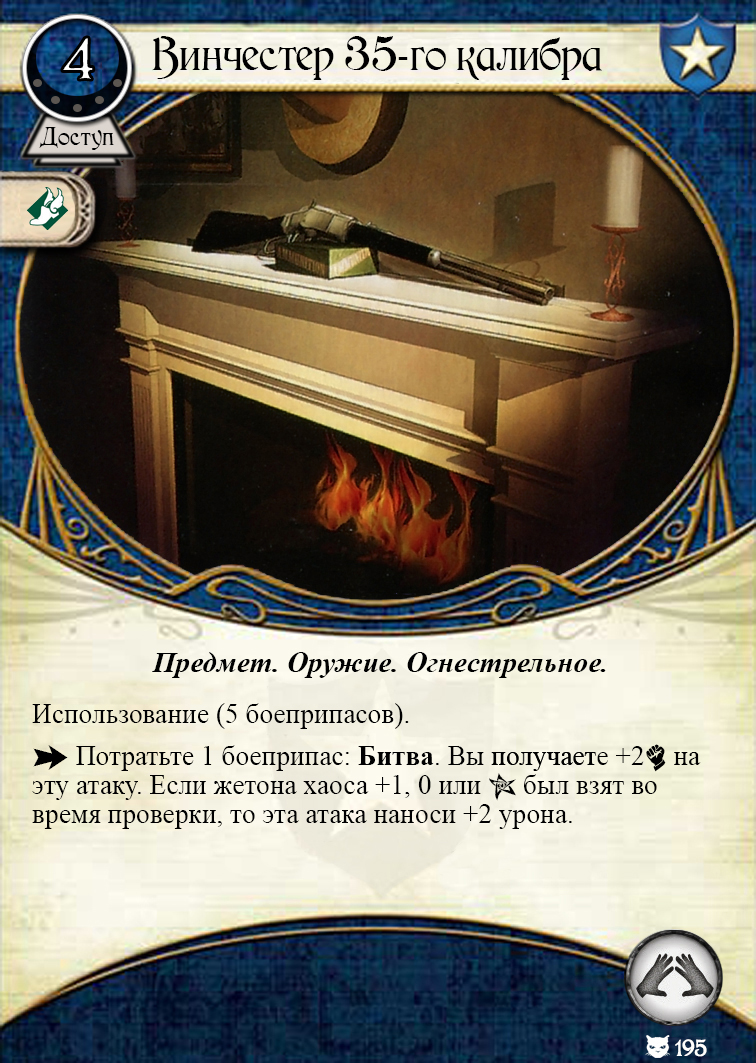 4
Винчестер 35-го калибра
Доступ
AMMUNITION
Предмет. Оружие. Огнестрельное.
Использование (5 боеприпасов).
Потратьте 1 боеприпас: Битва. Вы получаете +2 на
эту атаку. Если жетона хаоса +1, 0 или был взят во
время проверки, то эта атака наноси +2 урона.
195